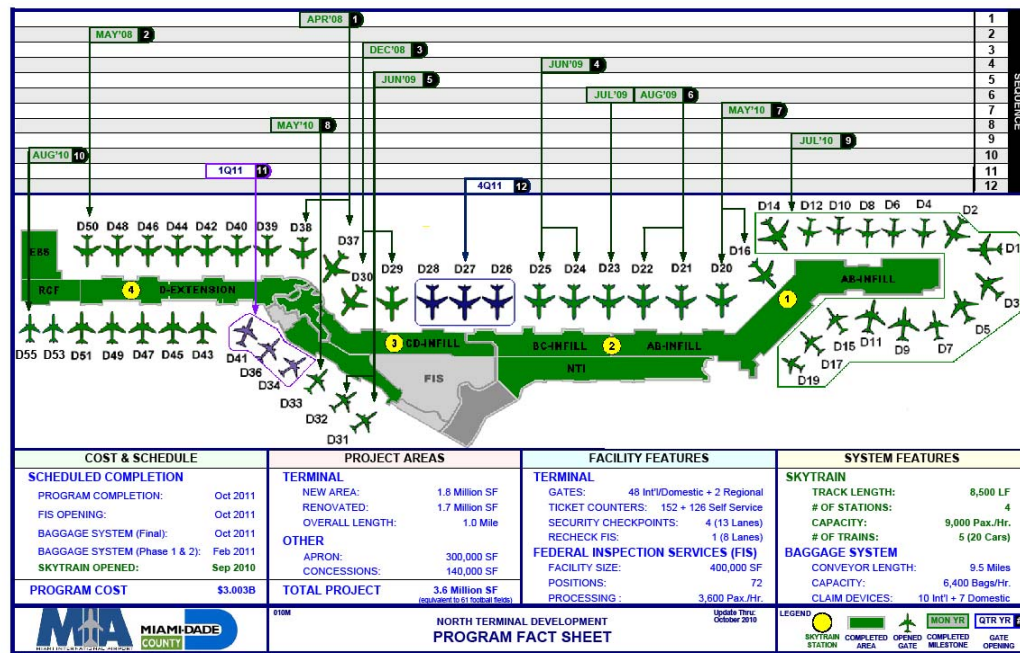 APR'08 1
MAY'08 2
DEC'08 3
JUN'09 4
JUN'09 5
JUL'09 AUG'09 6
MAY'10 7
MAY'10 8
JUL'10 9
AUG'10 10
1Q11 11
4Q11 12
1
2
3
4
5
6
7
8
9
10
11
12
SEQUENCE
D50 D48 D46 D44 D42 D40 D39 D38 D37 D30 D29 D28 D27 D26 D25 D24 D23 D22 D21 D20 D16 D14 D12 D10 D8 D6 D4 D2 D1
RCF 4 D-EXTENSION
3 CD-INFILL
BC-INFILL 2 AB-INFILL
1 AB-INFILL
FIS
NTI
D55 D53 D51 D49 D47 D45 D43 D41 D36 D34 D33 D32 D31
D19 D17 D15 D11 D9 D7 D5 D3
COST & SCHEDULE
SCHEDULED COMPLETION
PROGRAM COMPLETION: Oct 2011
FIS OPENING: Oct 2011
BAGGAGE SYSTEM (Final): Oct 2011
BAGGAGE SYSTEM (Phase 1 & 2): Feb 2011
SKYTRAIN OPENED: Sep 2010
PROGRAM COST $3.003B
PROJECT AREAS
TERMINAL
NEW AREA: 1.8 Million SF
RENOVATED: 1.7 Million SF
OVERALL LENGTH: 1.0 Mile
OTHER
APRON: 300,000 SF
CONCESSIONS: 140,000 SF
TOTAL PROJECT 3.6 Million SF
(equivalent to 61 football fields)
FACILITY FEATURES
TERMINAL
GATES: 48 Int'l/Domestic + 2 Regional
TICKET COUNTERS: 152 + 126 Self Service
SECURITY CHECKPOINTS: 4 (13 Lanes)
RECHECK FIS: 1 (8 Lanes)
FEDERAL INSPECTION SERVICES (FIS)
FACILITY SIZE: 400,000 SF
POSITIONS: 72
PROCESSING : 3,600 Pax./Hr.
SYSTEM FEATURES
SKYTRAIN
TRACK LENGTH: 8,500 LF
# OF STATIONS: 4
CAPACITY: 9,000 Pax./Hr.
# OF TRAINS: 5 (20 Cars)
BAGGAGE SYSTEM
CONVEYOR LENGTH: 9.5 Miles
CAPACITY: 6,400 Bags/Hr.
CLAIM DEVICES: 10 Int'l + 7 Domestic
MIA
MIAMI INTERNATIONAL AIRPORT
MIAMI-DADE
COUNTY
010M
NORTH TERMINAL DEVELOPMENT
PROGRAM FACT SHEET
Update Thru:
October 2010
LEGEND
SKYTRAIN STATION
COMPLETED AREA
OPENED GATE
MON YR
COMPLETED MILESTONE
QTR YR #
GATE OPENING